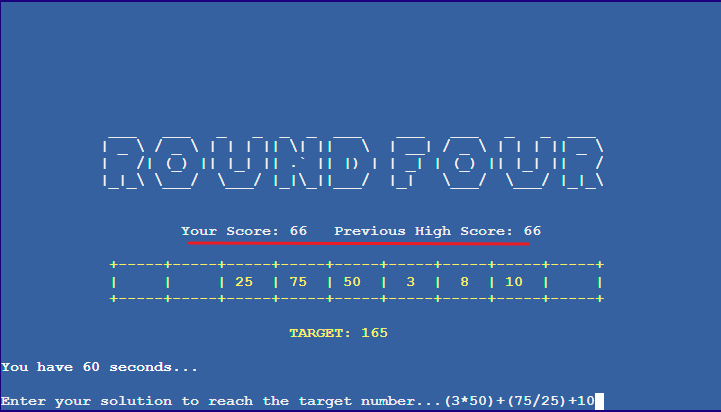 ROUND FOUR
Your Score: 66 Previous High Score: 66
25 75 50 3 8 10
TARGET: 165
You have 60 seconds...
Enter your solution to reach the target number...(3*50)+(75/25)+10